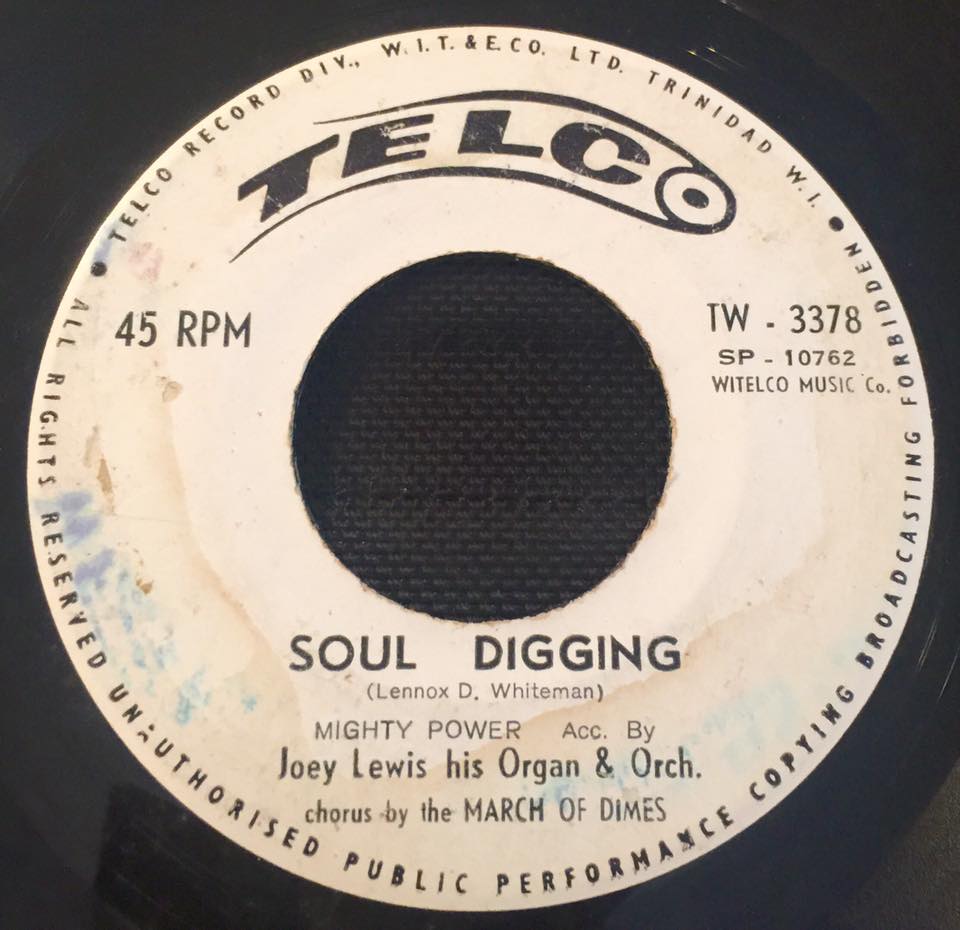 TELCO RECORD DIV., W.I.T. & E. CO. LTD. TRINIDAD W.I.
TELCO
45 RPM
TW - 3378
SP - 10762
WITELCO MUSIC Co.
SOUL DIGGING
(Lennox D. Whiteman)
MIGHTY POWER Acc. By
Joey Lewis his Organ & Orch.
chorus by the MARCH OF DIMES
ALL RIGHTS RESERVED UNAUTHORISED PUBLIC PERFORMANCE COPYING BROADCASTING FORBIDDEN